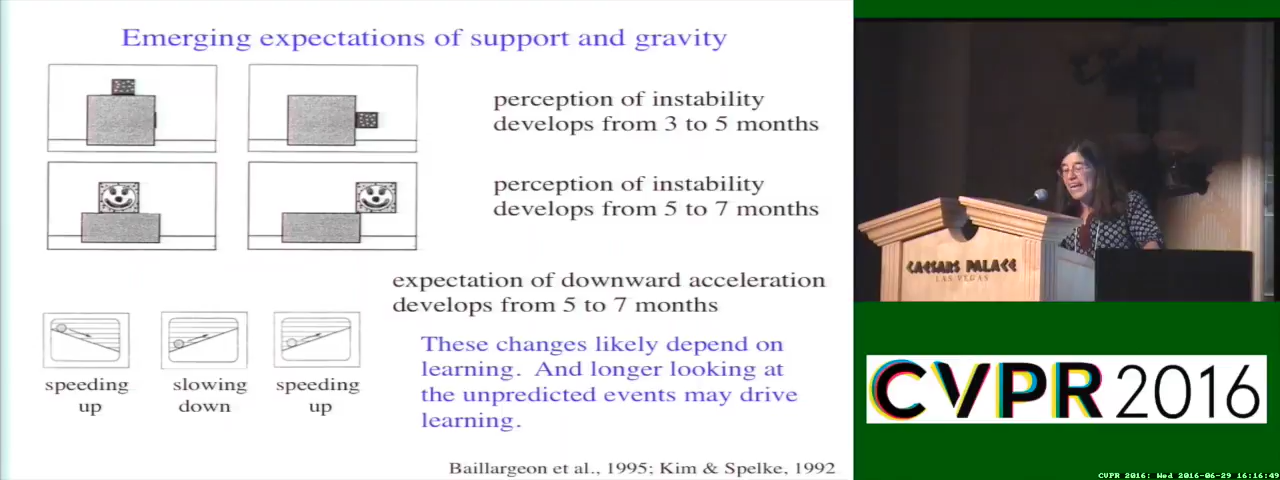 Emerging expectations of support and gravity
perception of instability
develops from 3 to 5 months
perception of instability
develops from 5 to 7 months
expectation of downward acceleration
develops from 5 to 7 months
speeding
up
slowing
down
speeding
up
These changes likely depend on
learning. And longer looking at
the unpredicted events may drive
learning.
Baillargeon et al., 1995; Kim & Spelke, 1992
CAESARS PALACE
LAS VEGAS
CVPR 2016
CVPR 2016: Wed 2016-06-29 16:16:49